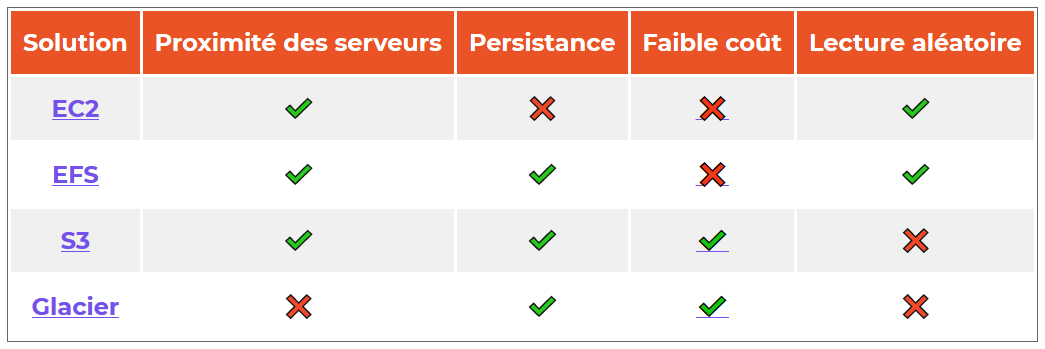 Solution Proximité des serveurs Persistance Faible coût Lecture aléatoire
EC2 ✔ ❌ ❌ ✔
EFS ✔ ✔ ❌ ✔
S3 ✔ ✔ ✔ ❌
Glacier ❌ ✔ ✔ ❌